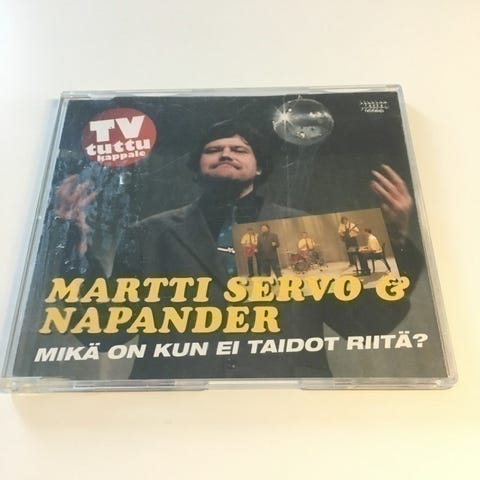 TV
tuttu
kappale
MARTTI SERVO &
NAPANDER
MIKÄ ON KUN EI TAIDOT RIITÄ?